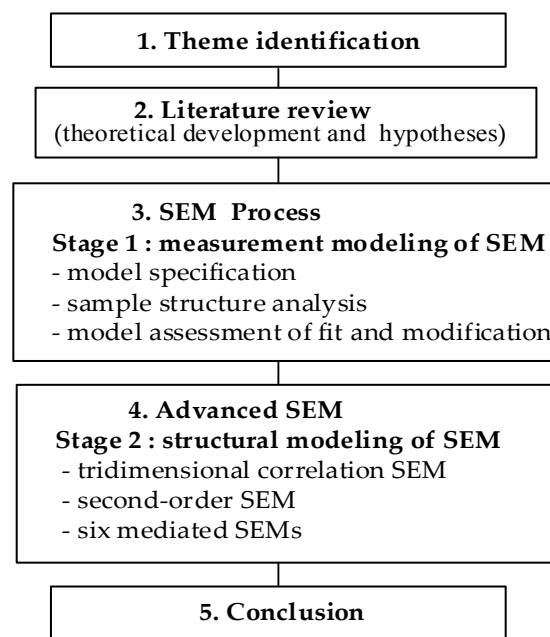 1. Theme identification
2. Literature review
(theoretical development and hypotheses)
3. SEM Process
Stage 1 : measurement modeling of SEM
- model specification
- sample structure analysis
- model assessment of fit and modification
4. Advanced SEM
Stage 2 : structural modeling of SEM
- tridimensional correlation SEM
- second-order SEM
- six mediated SEMs
5. Conclusion